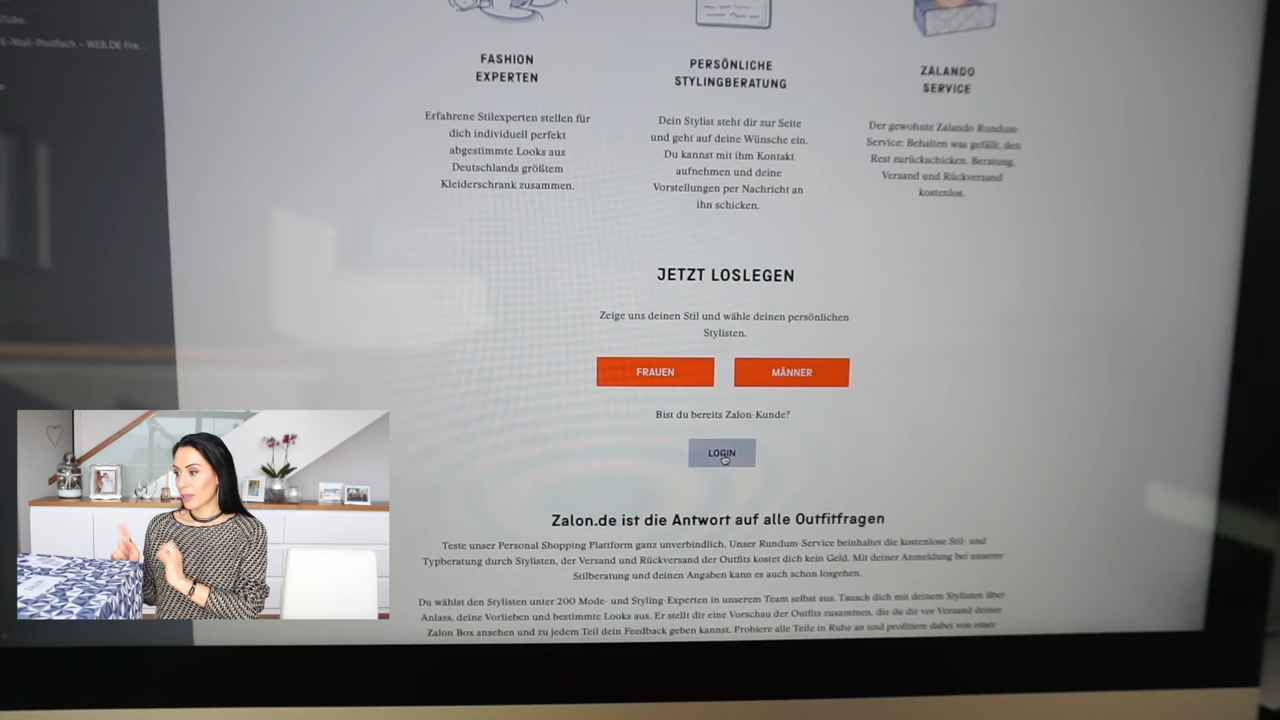 E-Mail-Postfach - WEB.DE Fre...
FASHION
EXPERTEN
Erfahrene Stilexperten stellen für
dich individuell perfekt
abgestimmte Looks aus
Deutschlands größtem
Kleiderschrank zusammen.
PERSÖNLICHE
STYLINGBERATUNG
Dein Stylist steht dir zur Seite
und geht auf deine Wünsche ein.
Du kannst mit ihm Kontakt
aufnehmen und deine
Vorstellungen per Nachricht an
ihn schicken.
ZALANDO
SERVICE
Der gewohnte Zalando Rundum
Service: Behalten was gefällt, den
Rest zurückschicken. Beratung,
Versand und Rückversand
kostenlos.
JETZT LOSLEGEN
Zeige uns deinen Stil und wähle deinen persönlichen
Stylisten.
FRAUEN
MÄNNER
Bist du bereits Zalon-Kunde?
LOGIN
Zalon.de ist die Antwort auf alle Outfitfragen
Teste unser Personal Shopping Plattform ganz unverbindlich. Unser Rundum-Service beinhaltet die kostenlose Stil- und
Typberatung durch Stylisten, der Versand und Rückversand der Outfits kostet dich kein Geld. Mit deiner Anmeldung bei unserer
Stilberatung und deinen Angaben kann es auch schon losgehen.
Du wählst den Stylisten unter 200 Mode- und Styling-Experten in unserem Team selbst aus. Tausch dich mit deinem Stylisten über
Anlass, deine Vorlieben und bestimmte Looks aus. Er stellt dir eine Vorschau der Outfits zusammen, die du dir vor Versand deiner
Zalon Box ansehen und zu jedem Teil dein Feedback geben kannst. Probiere alle Teile in Ruhe an und profitiere dabei von einer